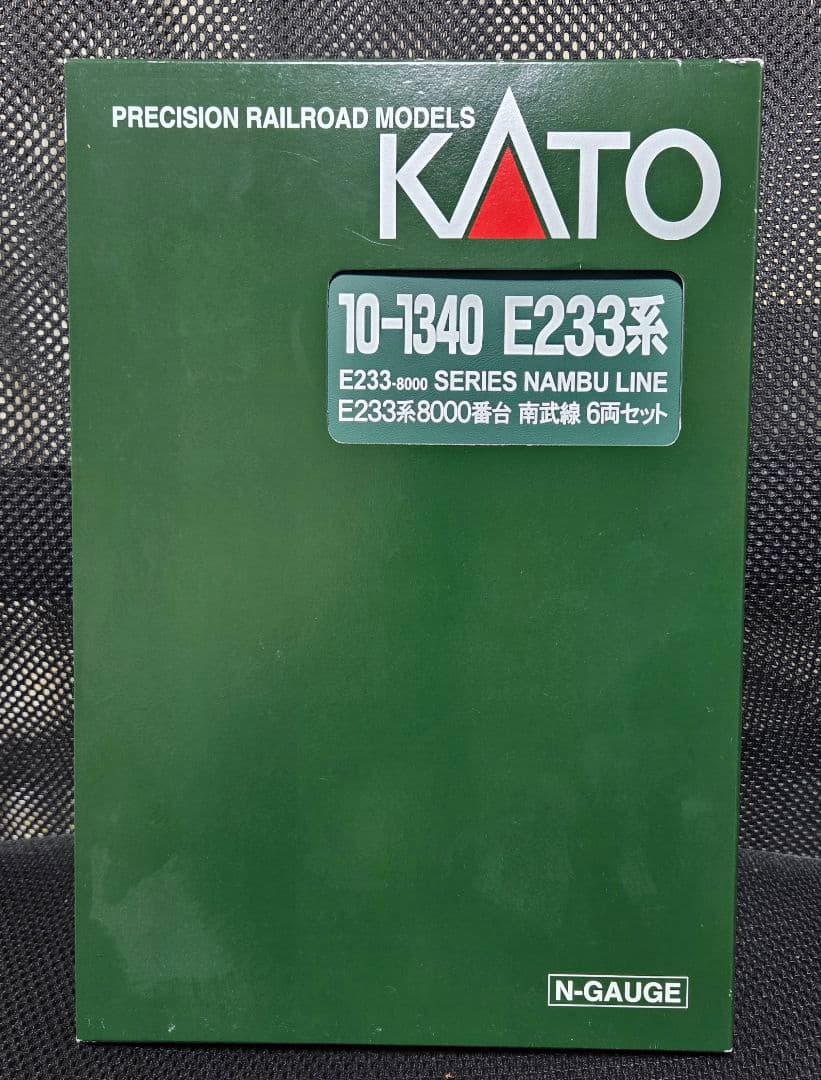 PRECISION RAILROAD MODELS
KATO
10-1340 E233系
E233-8000 SERIES NAMBU LINE
E233系8000番台 南武線 6両セット
N-GAUGE